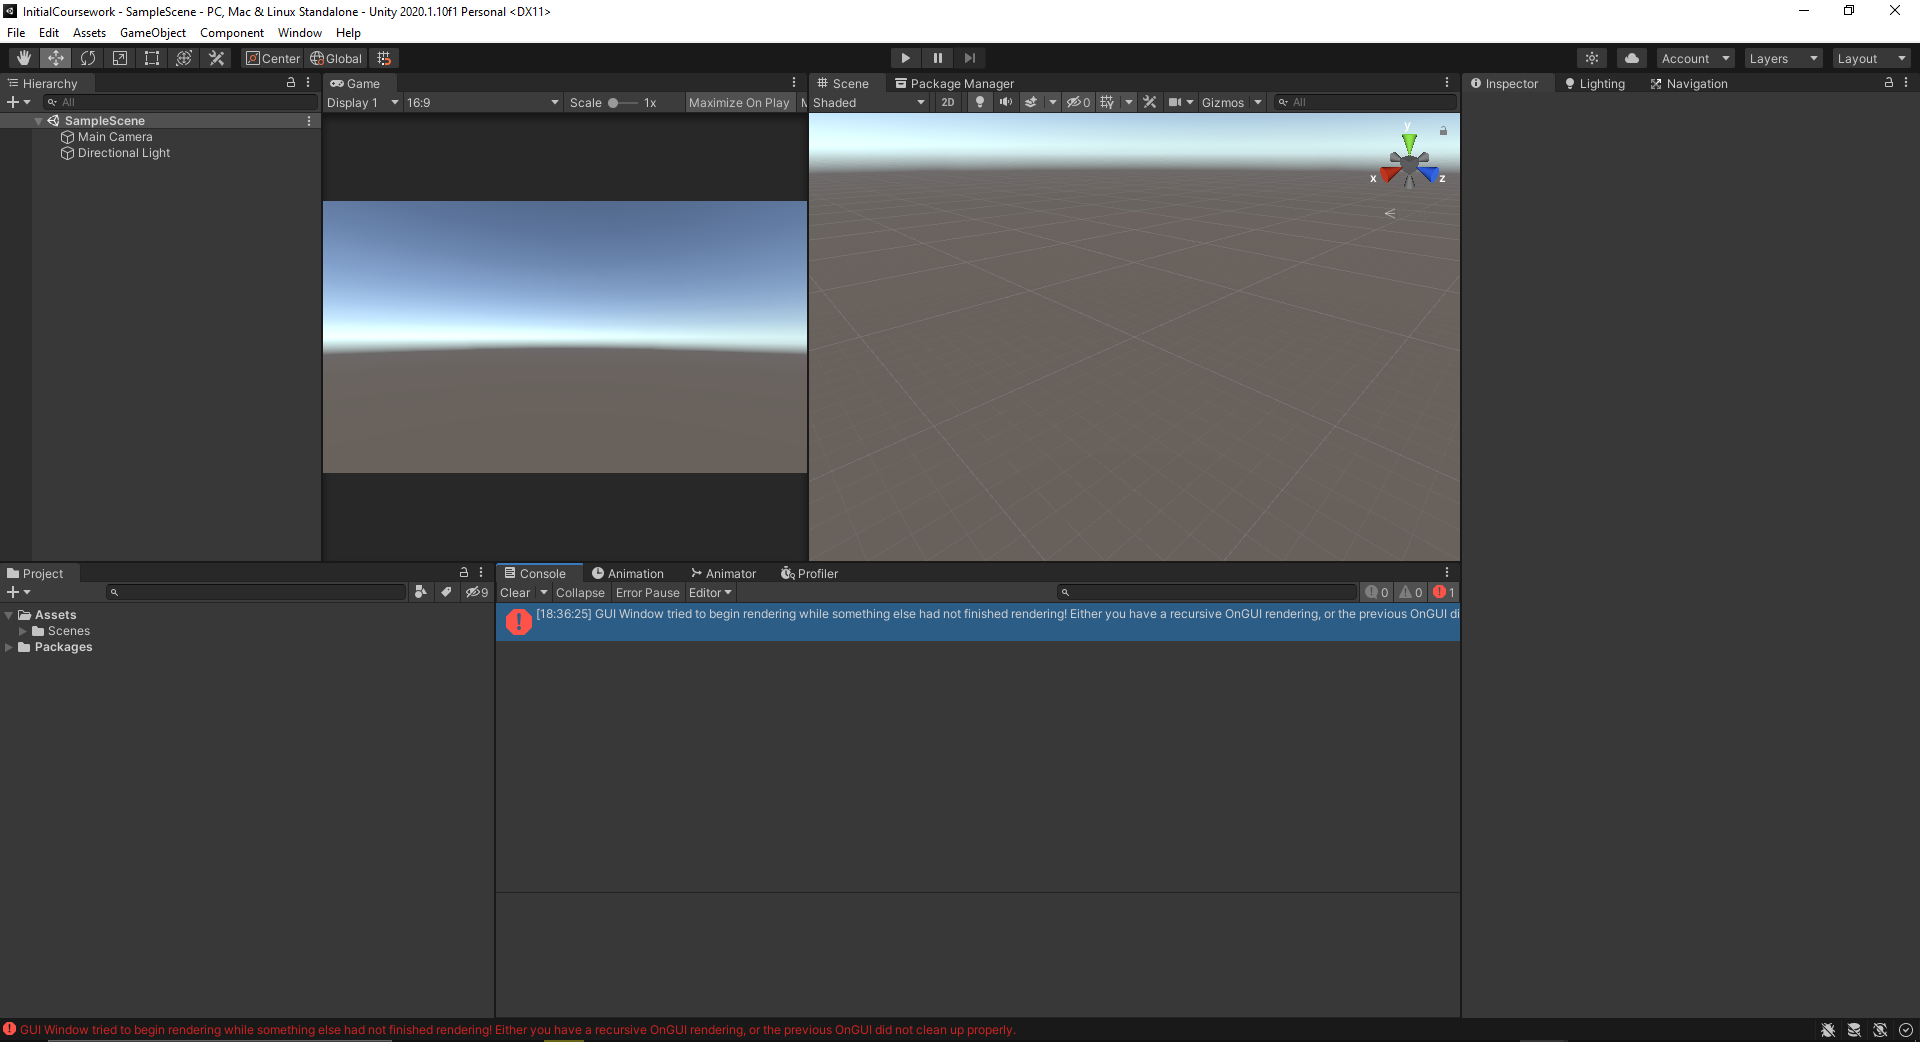 InitialCoursework - SampleScene - PC, Mac & Linux Standalone - Unity 2020.1.10f1 Personal <DX11>
File Edit Assets GameObject Component Window Help
Center Global Account Layers Layout
Hierarchy
All
SampleScene
Main Camera
Directional Light
Game
Display 1 16:9 Scale 1x Maximize On Play M
Scene Package Manager
Shaded 2D 0 Gizmos All
y
x z
Inspector Lighting Navigation
Project
9
Assets
Scenes
Packages
Console Animation Animator Profiler
Clear Collapse Error Pause Editor 0 0 1
[18:36:25] GUI Window tried to begin rendering while something else had not finished rendering! Either you have a recursive OnGUI rendering, or the previous OnGUI di
GUI Window tried to begin rendering while something else had not finished rendering! Either you have a recursive OnGUI rendering, or the previous OnGUI did not clean up properly.